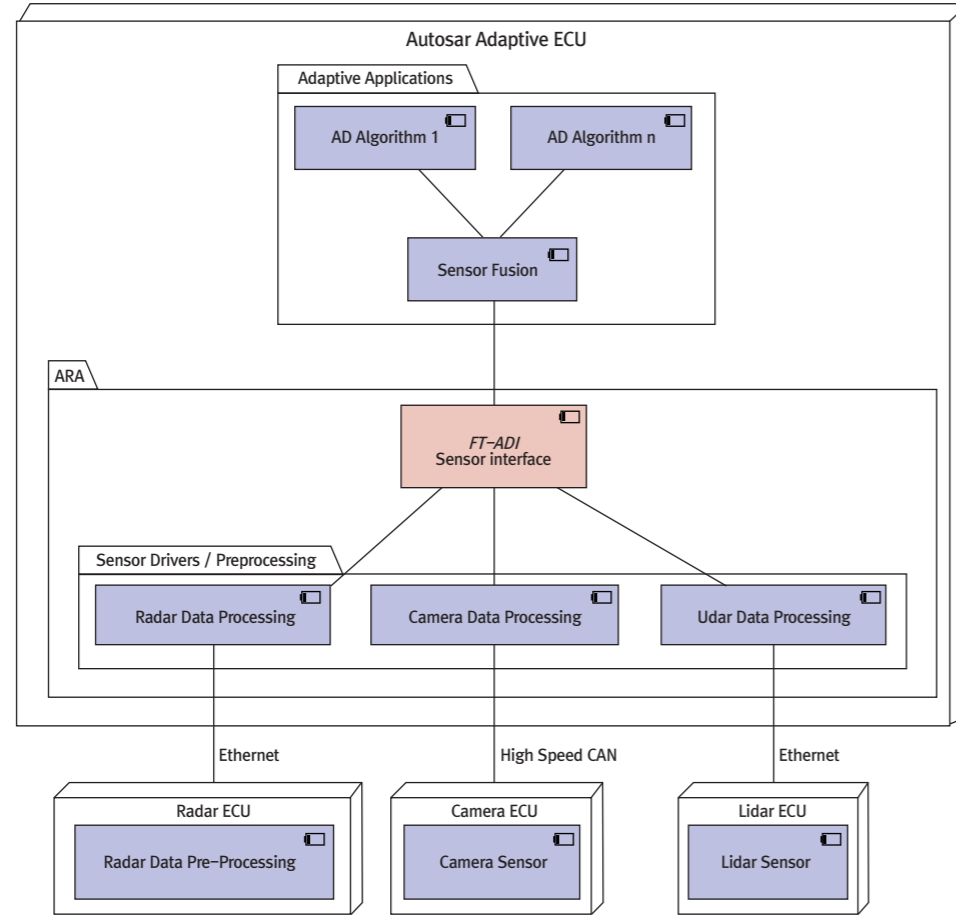 Autosar Adaptive ECU
Adaptive Applications
AD Algorithm 1
AD Algorithm n
Sensor Fusion
ARA
FT-ADI
Sensor interface
Sensor Drivers / Preprocessing
Radar Data Processing
Camera Data Processing
Udar Data Processing
Ethernet
High Speed CAN
Ethernet
Radar ECU
Camera ECU
Lidar ECU
Radar Data Pre-Processing
Camera Sensor
Lidar Sensor